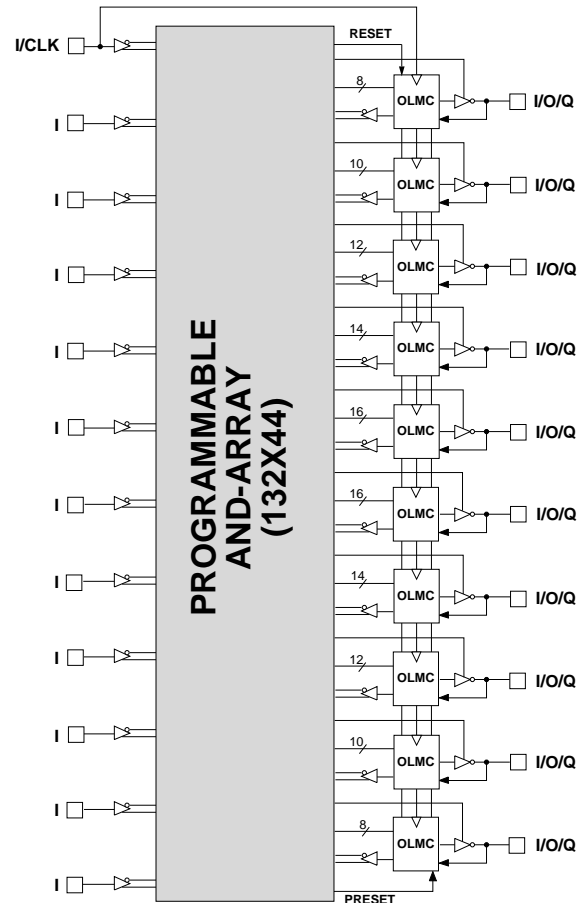 RESET
I/CLK
8
OLMC
I/O/Q
I
10
OLMC
I/O/Q
I
12
OLMC
I/O/Q
I
14
OLMC
I/O/Q
I
16
OLMC
I/O/Q
I
16
OLMC
I/O/Q
I
14
OLMC
I/O/Q
I
12
OLMC
I/O/Q
I
10
OLMC
I/O/Q
I
8
OLMC
I/O/Q
I
I
PRESET
PROGRAMMABLE
AND-ARRAY
(132X44)